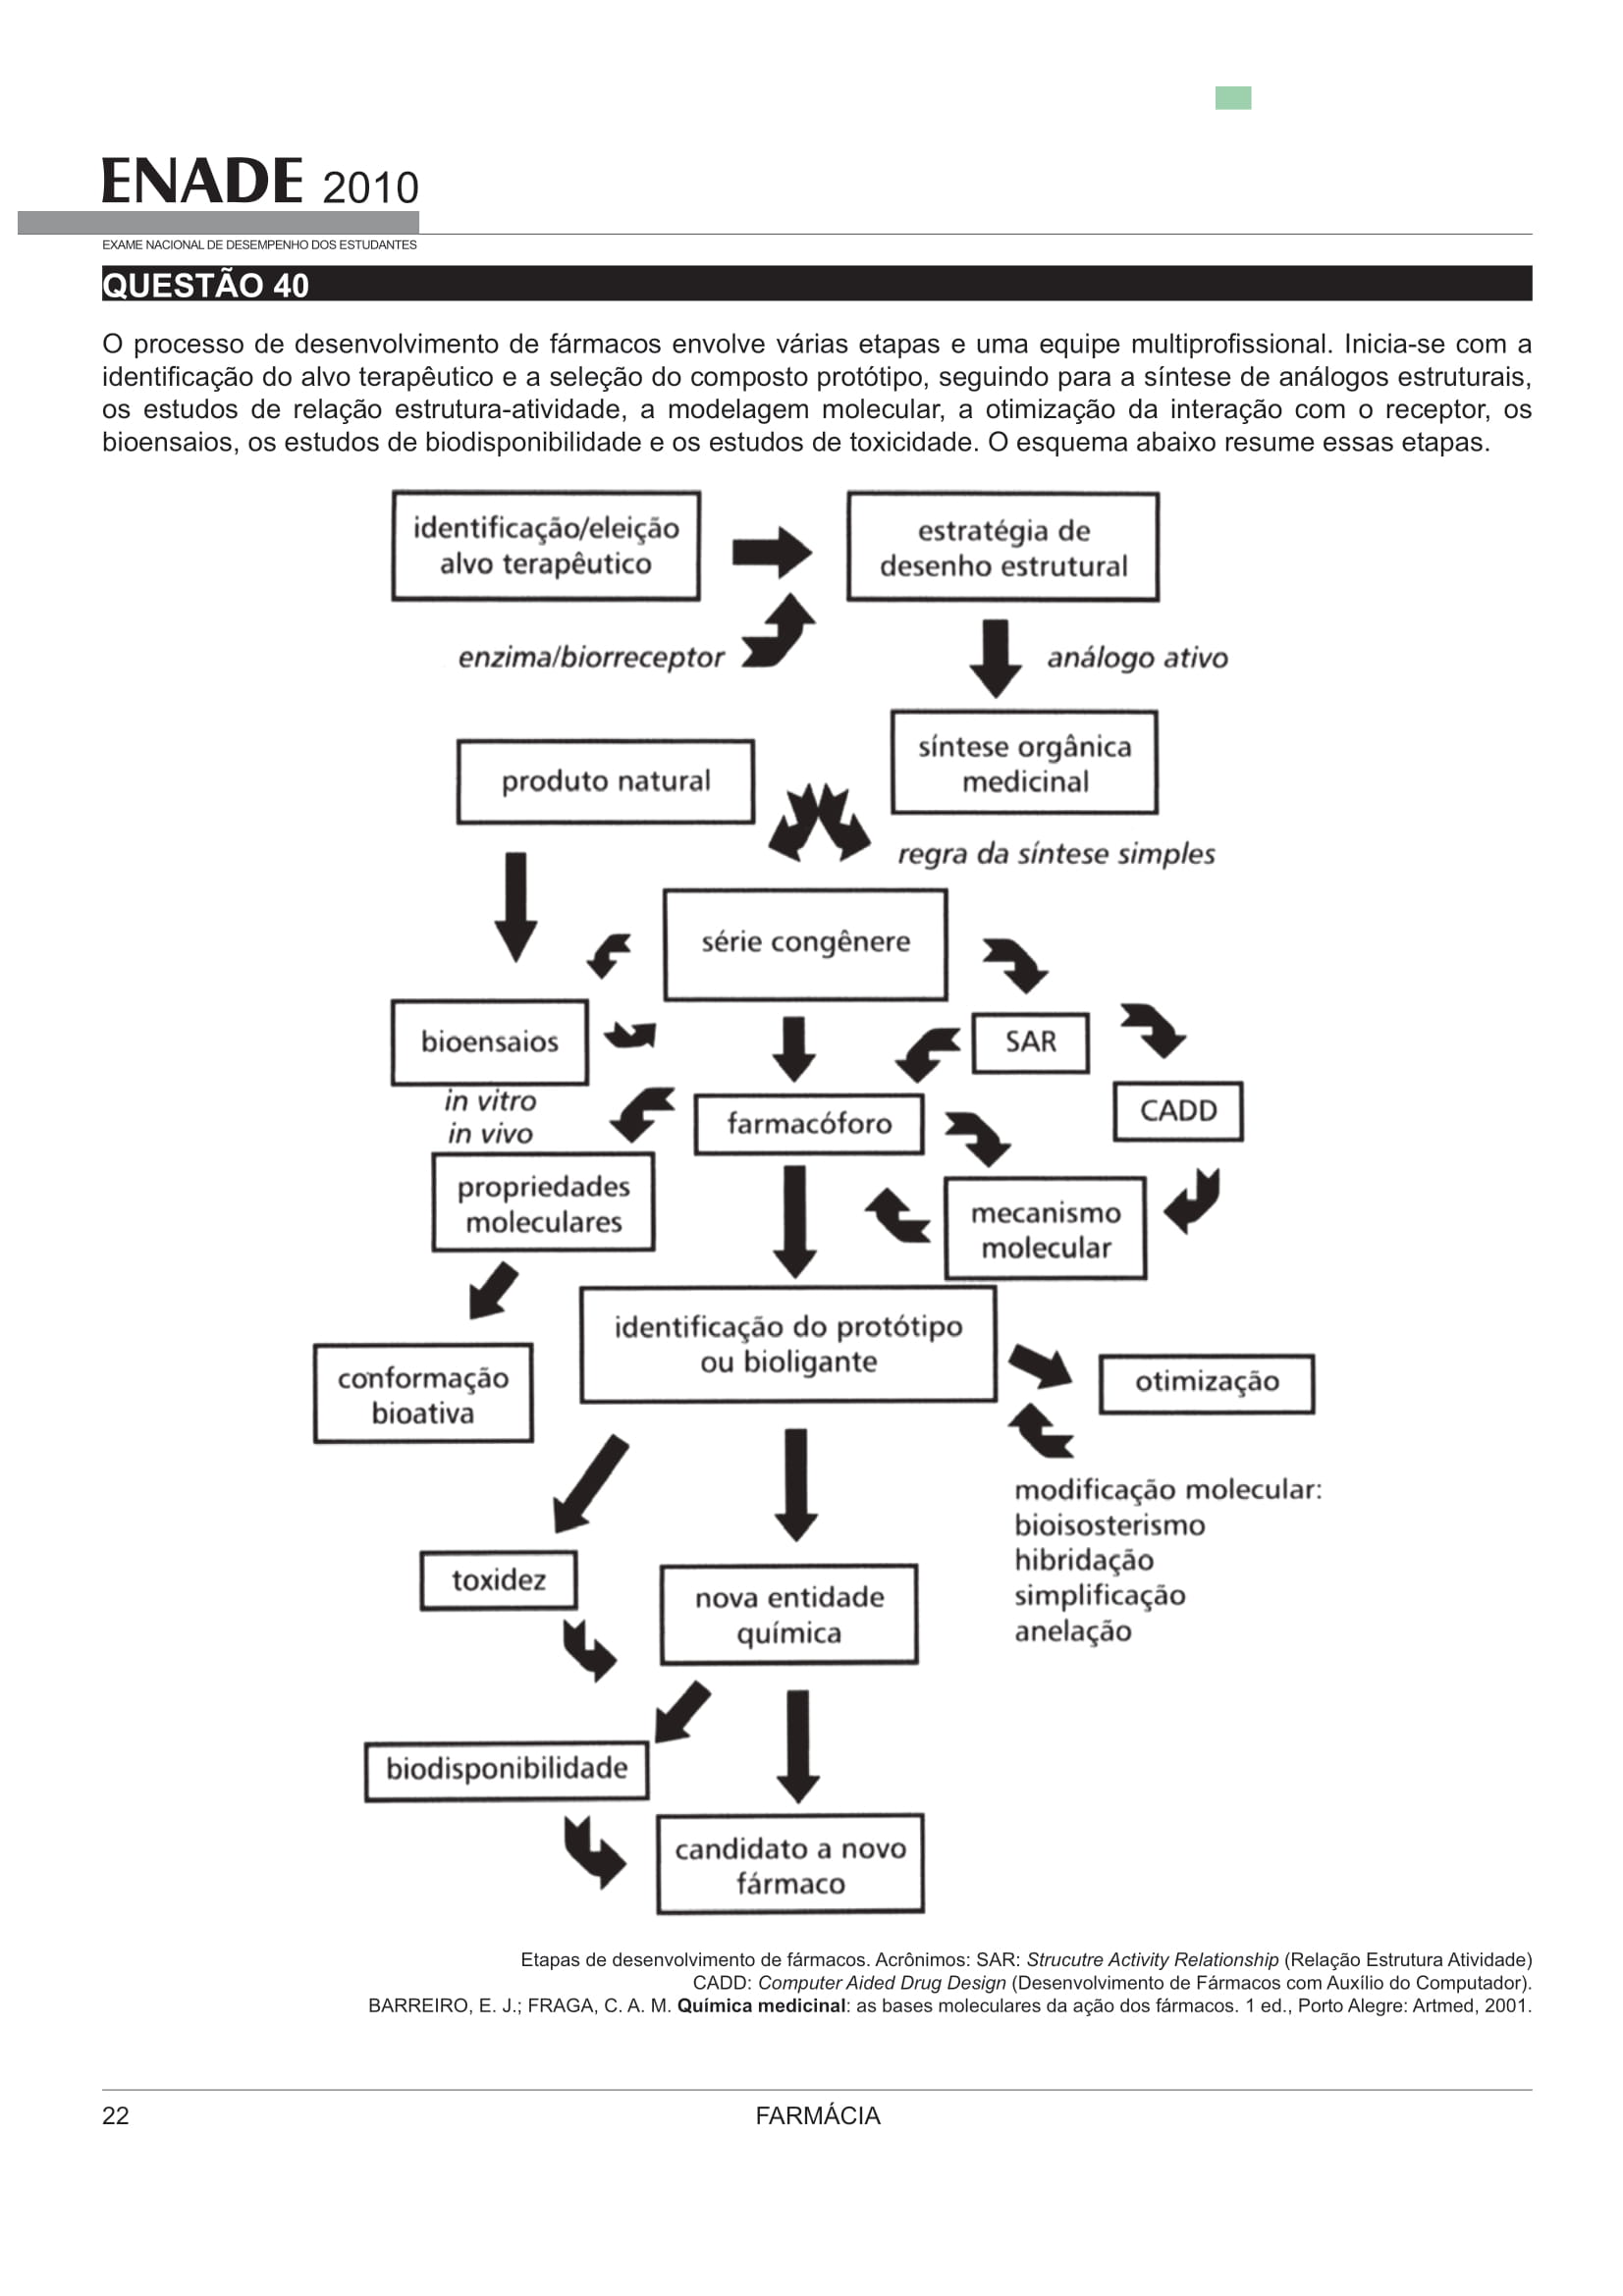 ENADE 2010
EXAME NACIONAL DE DESEMPENHO DOS ESTUDANTES
QUESTÃO 40
O processo de desenvolvimento de fármacos envolve várias etapas e uma equipe multiprofissional. Inicia-se com a
identificação do alvo terapêutico e a seleção do composto protótipo, seguindo para a síntese de análogos estruturais,
os estudos de relação estrutura-atividade, a modelagem molecular, a otimização da interação com o receptor, os
bioensaios, os estudos de biodisponibilidade e os estudos de toxicidade. O esquema abaixo resume essas etapas.
identificação/eleição
alvo terapêutico
estratégia de
desenho estrutural
enzima/biorreceptor
análogo ativo
produto natural
síntese orgânica
medicinal
regra da síntese simples
série congênere
bioensaios
in vitro
in vivo
SAR
CADD
farmacóforo
propriedades
moleculares
mecanismo
molecular
identificação do protótipo
ou bioligante
conformação
bioativa
otimização
modificação molecular:
bioisosterismo
hibridação
simplificação
anelação
toxidez
nova entidade
química
biodisponibilidade
candidato a novo
fármaco
Etapas de desenvolvimento de fármacos. Acrônimos: SAR: Strucutre Activity Relationship (Relação Estrutura Atividade)
CADD: Computer Aided Drug Design (Desenvolvimento de Fármacos com Auxílio do Computador).
BARREIRO, E. J.; FRAGA, C. A. M. Química medicinal: as bases moleculares da ação dos fármacos. 1 ed., Porto Alegre: Artmed, 2001.
22
FARMÁCIA